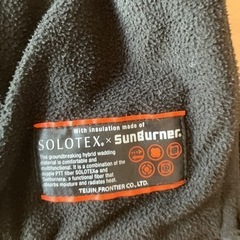 With insulation made of
SOLOTEX® × SunBurner®
This groundbreaking hybrid wadding
material is comfortable and
multifunctional. It is a combination of the
PTT fiber SOLOTEX® and
Sunburner®, a functional fiber that
absorbs moisture and radiates heat.
TEIJIN FRONTIER CO., LTD.